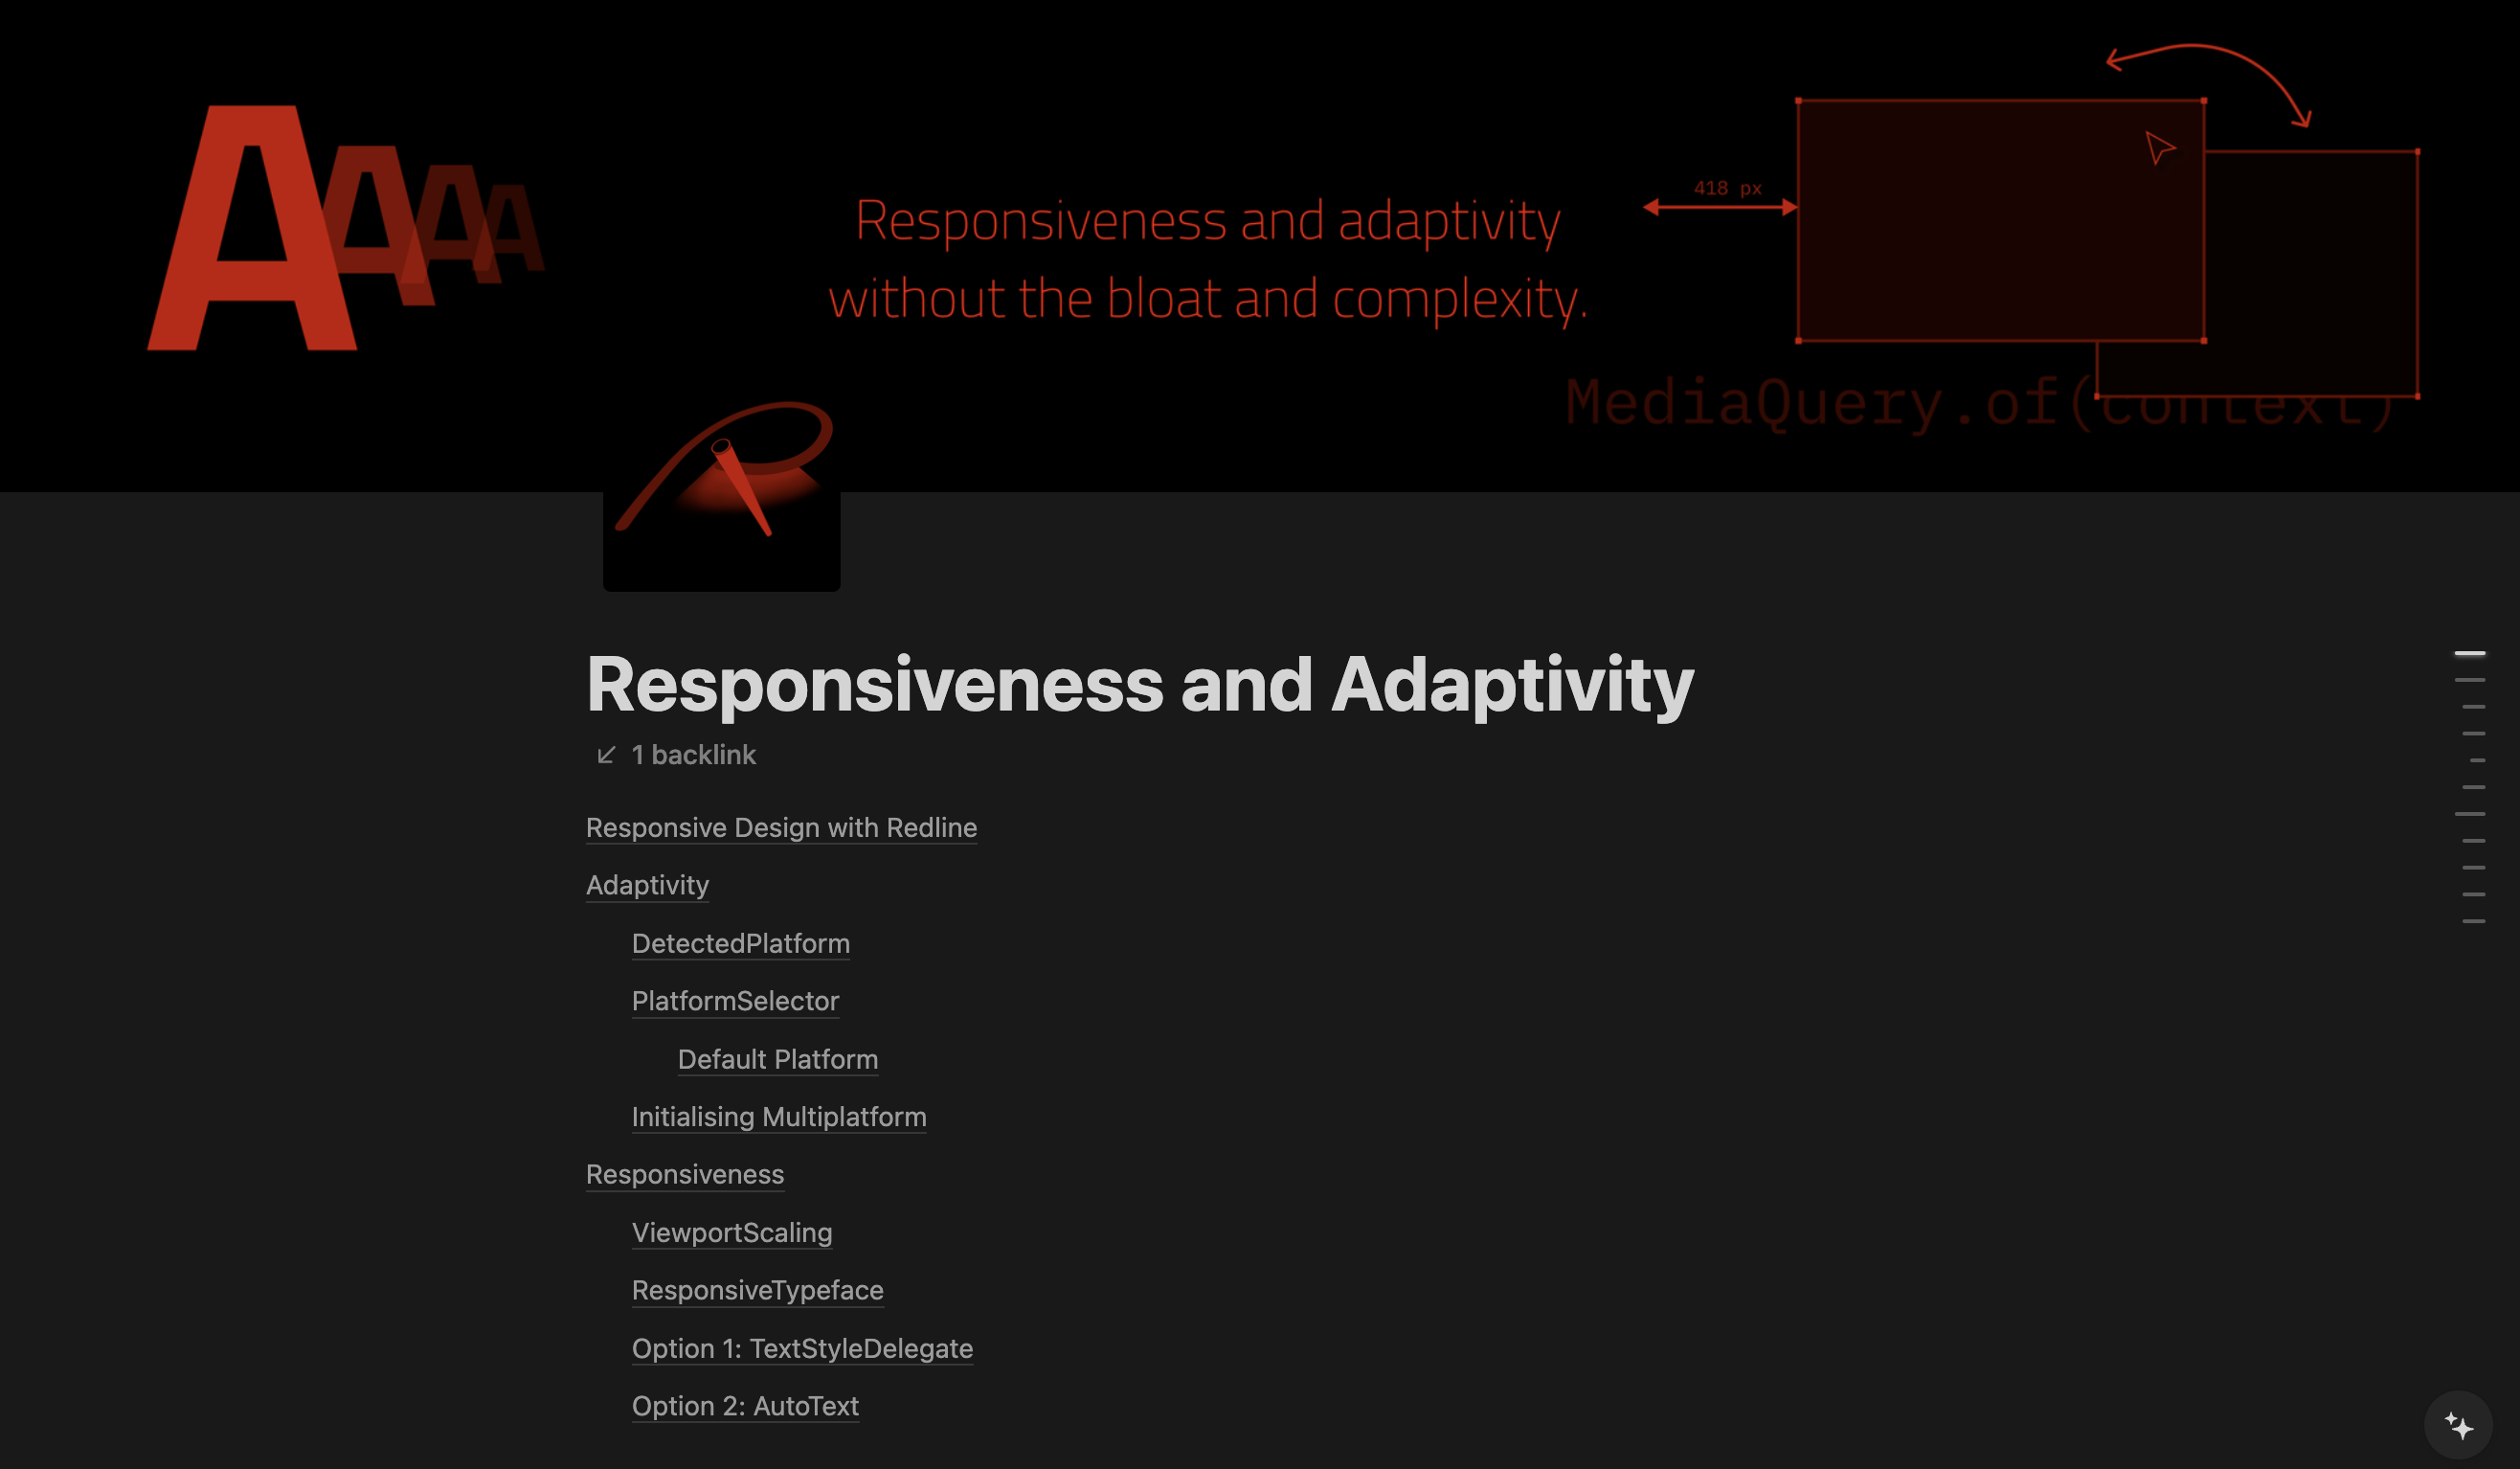 A A A A
418 px
Responsiveness and adaptivity
without the bloat and complexity.
MediaQuery.of(context)
Responsiveness and Adaptivity
1 backlink
Responsive Design with Redline
Adaptivity
DetectedPlatform
PlatformSelector
Default Platform
Initialising Multiplatform
Responsiveness
ViewportScaling
ResponsiveTypeface
Option 1: TextStyleDelegate
Option 2: AutoText